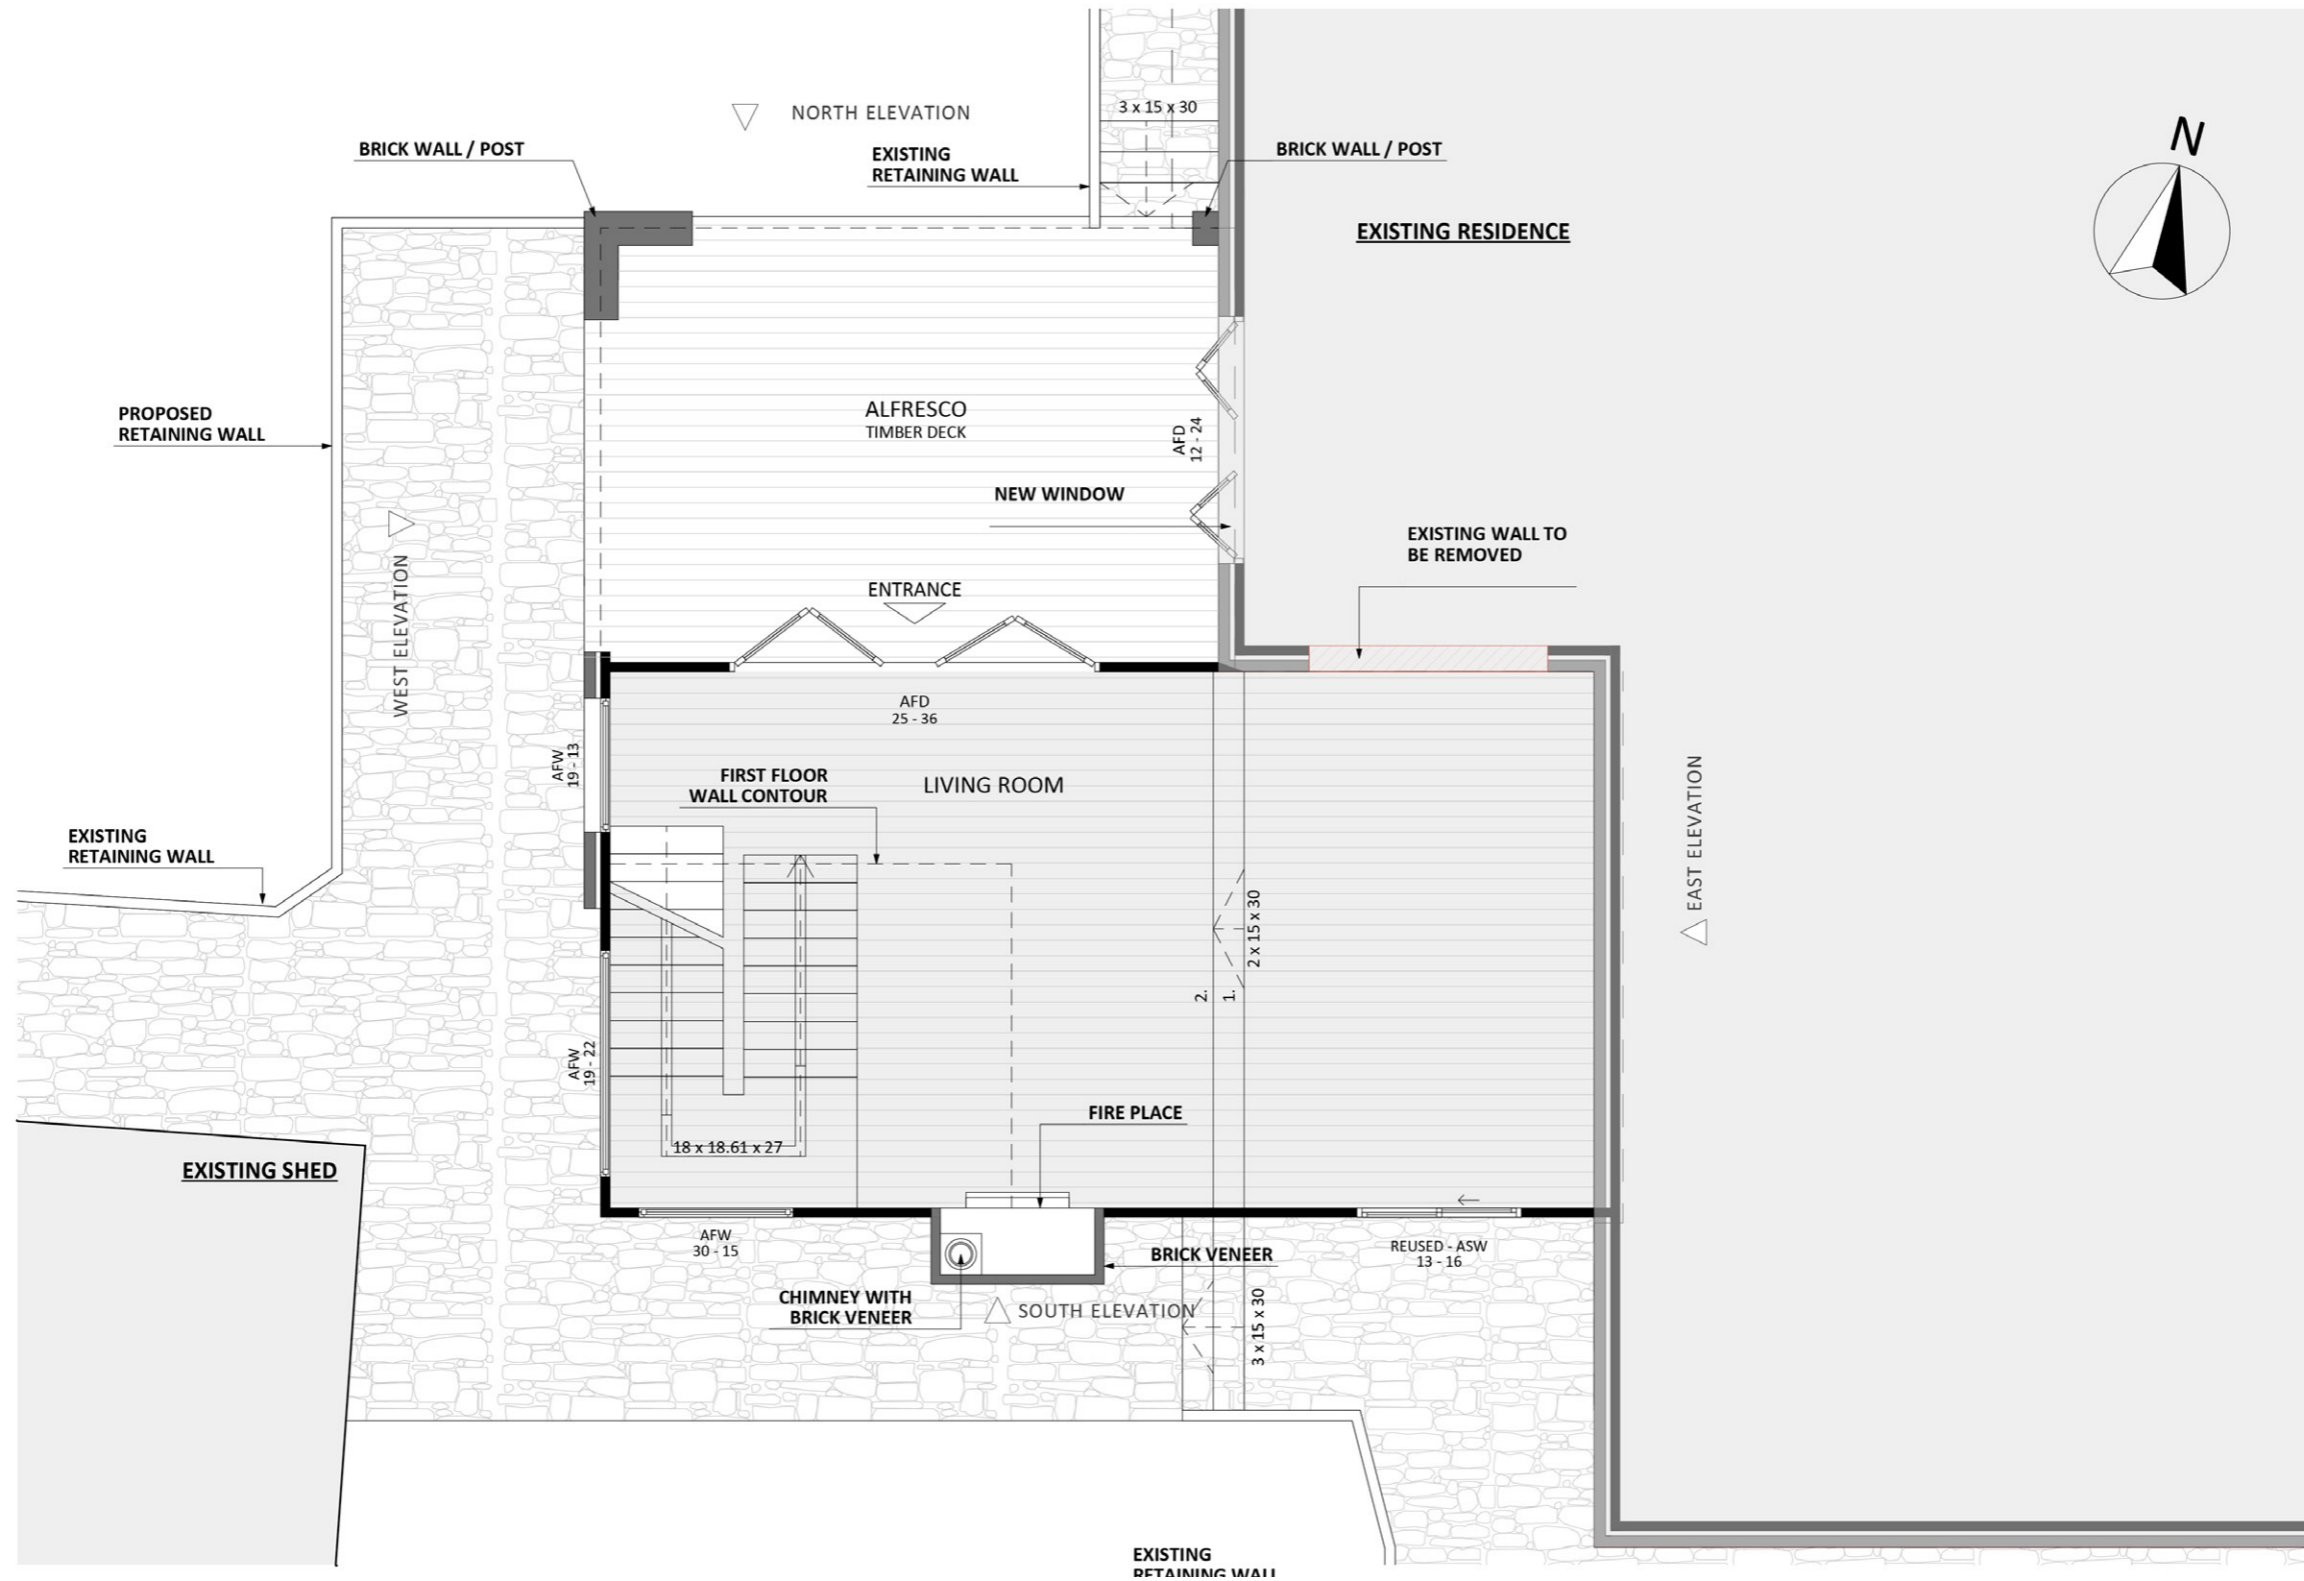 N
3 x 15 x 30
NORTH ELEVATION
BRICK WALL / POST
EXISTING
RETAINING WALL
BRICK WALL / POST
EXISTING RESIDENCE
PROPOSED
RETAINING WALL
ALFRESCO
TIMBER DECK
AFD
12 - 24
NEW WINDOW
EXISTING WALL TO
BE REMOVED
WEST ELEVATION
ENTRANCE
AFD
25 - 36
AFW
19 - 13
FIRST FLOOR
WALL CONTOUR
LIVING ROOM
EAST ELEVATION
EXISTING
RETAINING WALL
2 x 15 x 30
2.
1.
AFW
19 - 22
FIRE PLACE
18 x 18.61 x 27
EXISTING SHED
AFW
30 - 15
BRICK VENEER
REUSED - ASW
13 - 16
CHIMNEY WITH
BRICK VENEER
SOUTH ELEVATION
3 x 15 x 30
EXISTING
RETAINING WALL